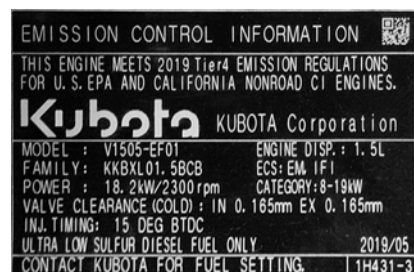 EMISSION CONTROL INFORMATION
THIS ENGINE MEETS 2019 Tier4 EMISSION REGULATIONS
FOR U.S. EPA AND CALIFORNIA NONROAD CI ENGINES.
Kubota KUBOTA Corporation
MODEL : V1505-EF01 ENGINE DISP.: 1.5L
FAMILY: KKBXL01.5BCB ECS: EM, IFI
POWER : 18.2kW/2300rpm CATEGORY:8-19kW
VALVE CLEARANCE (COLD) : IN 0.165mm EX 0.165mm
INJ. TIMING: 15 DEG BTDC
ULTRA LOW SULFUR DIESEL FUEL ONLY 2019/05
CONTACT KUBOTA FOR FUEL SETTING. 1H431-3